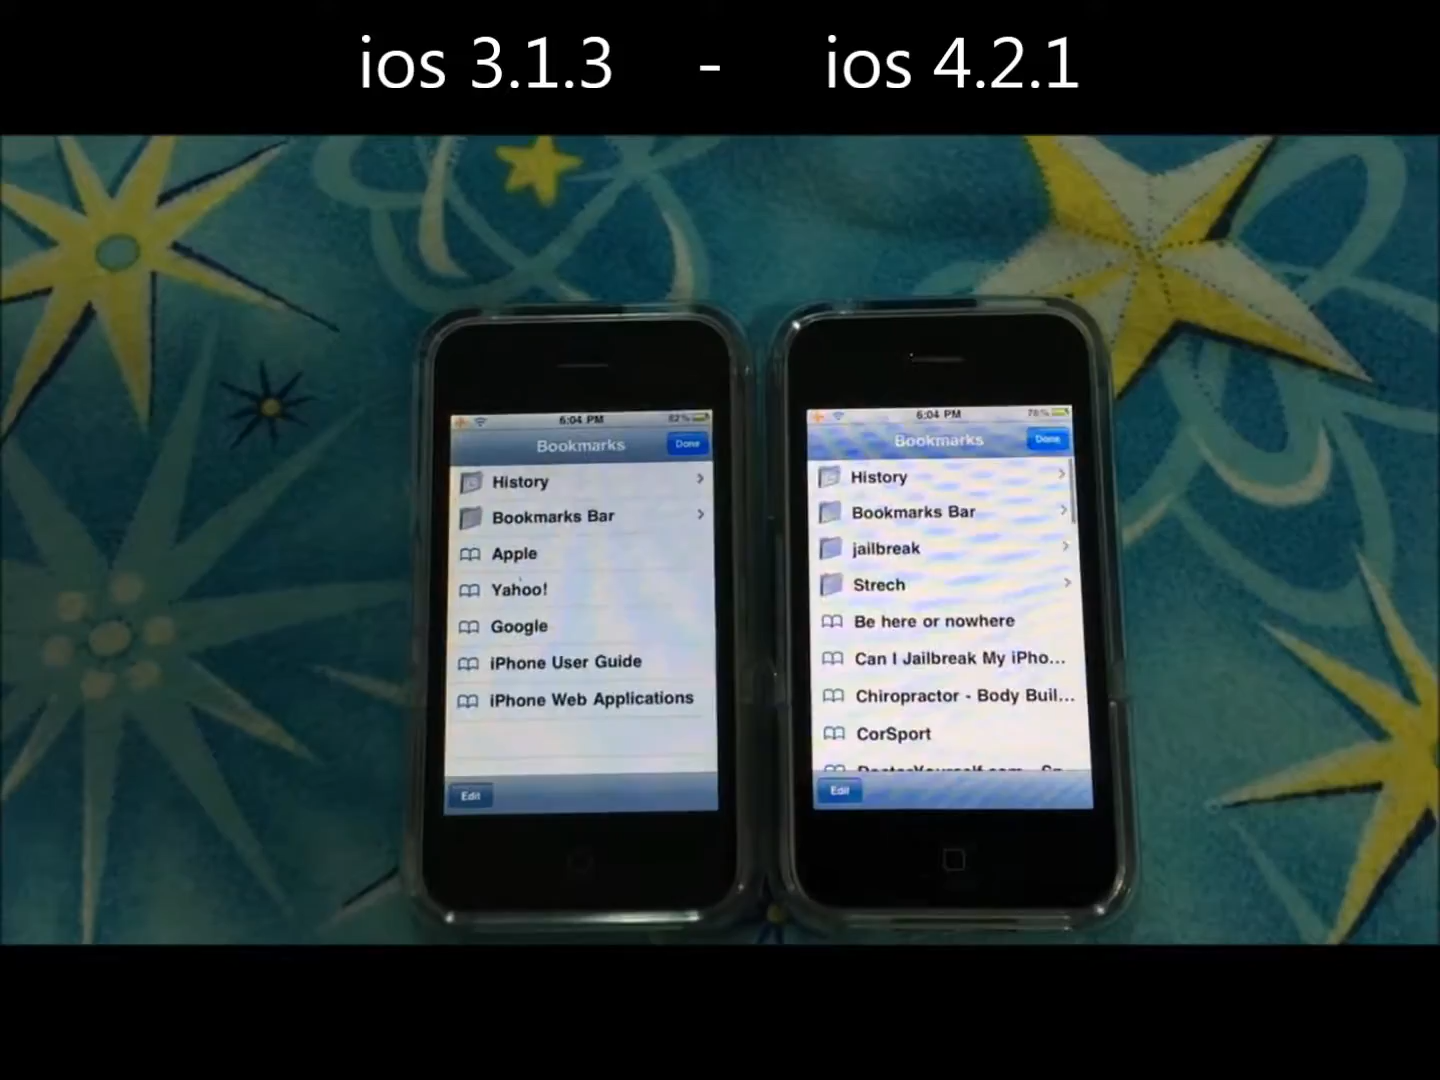 ios 3.1.3 - ios 4.2.1
6:04 PM
82%
Bookmarks
Done
History
Bookmarks Bar
Apple
Yahoo!
Google
iPhone User Guide
iPhone Web Applications
Edit
6:04 PM
78%
Bookmarks
Done
History
Bookmarks Bar
jailbreak
Strech
Be here or nowhere
Can I Jailbreak My iPho...
Chiropractor - Body Buil...
CorSport
Edit